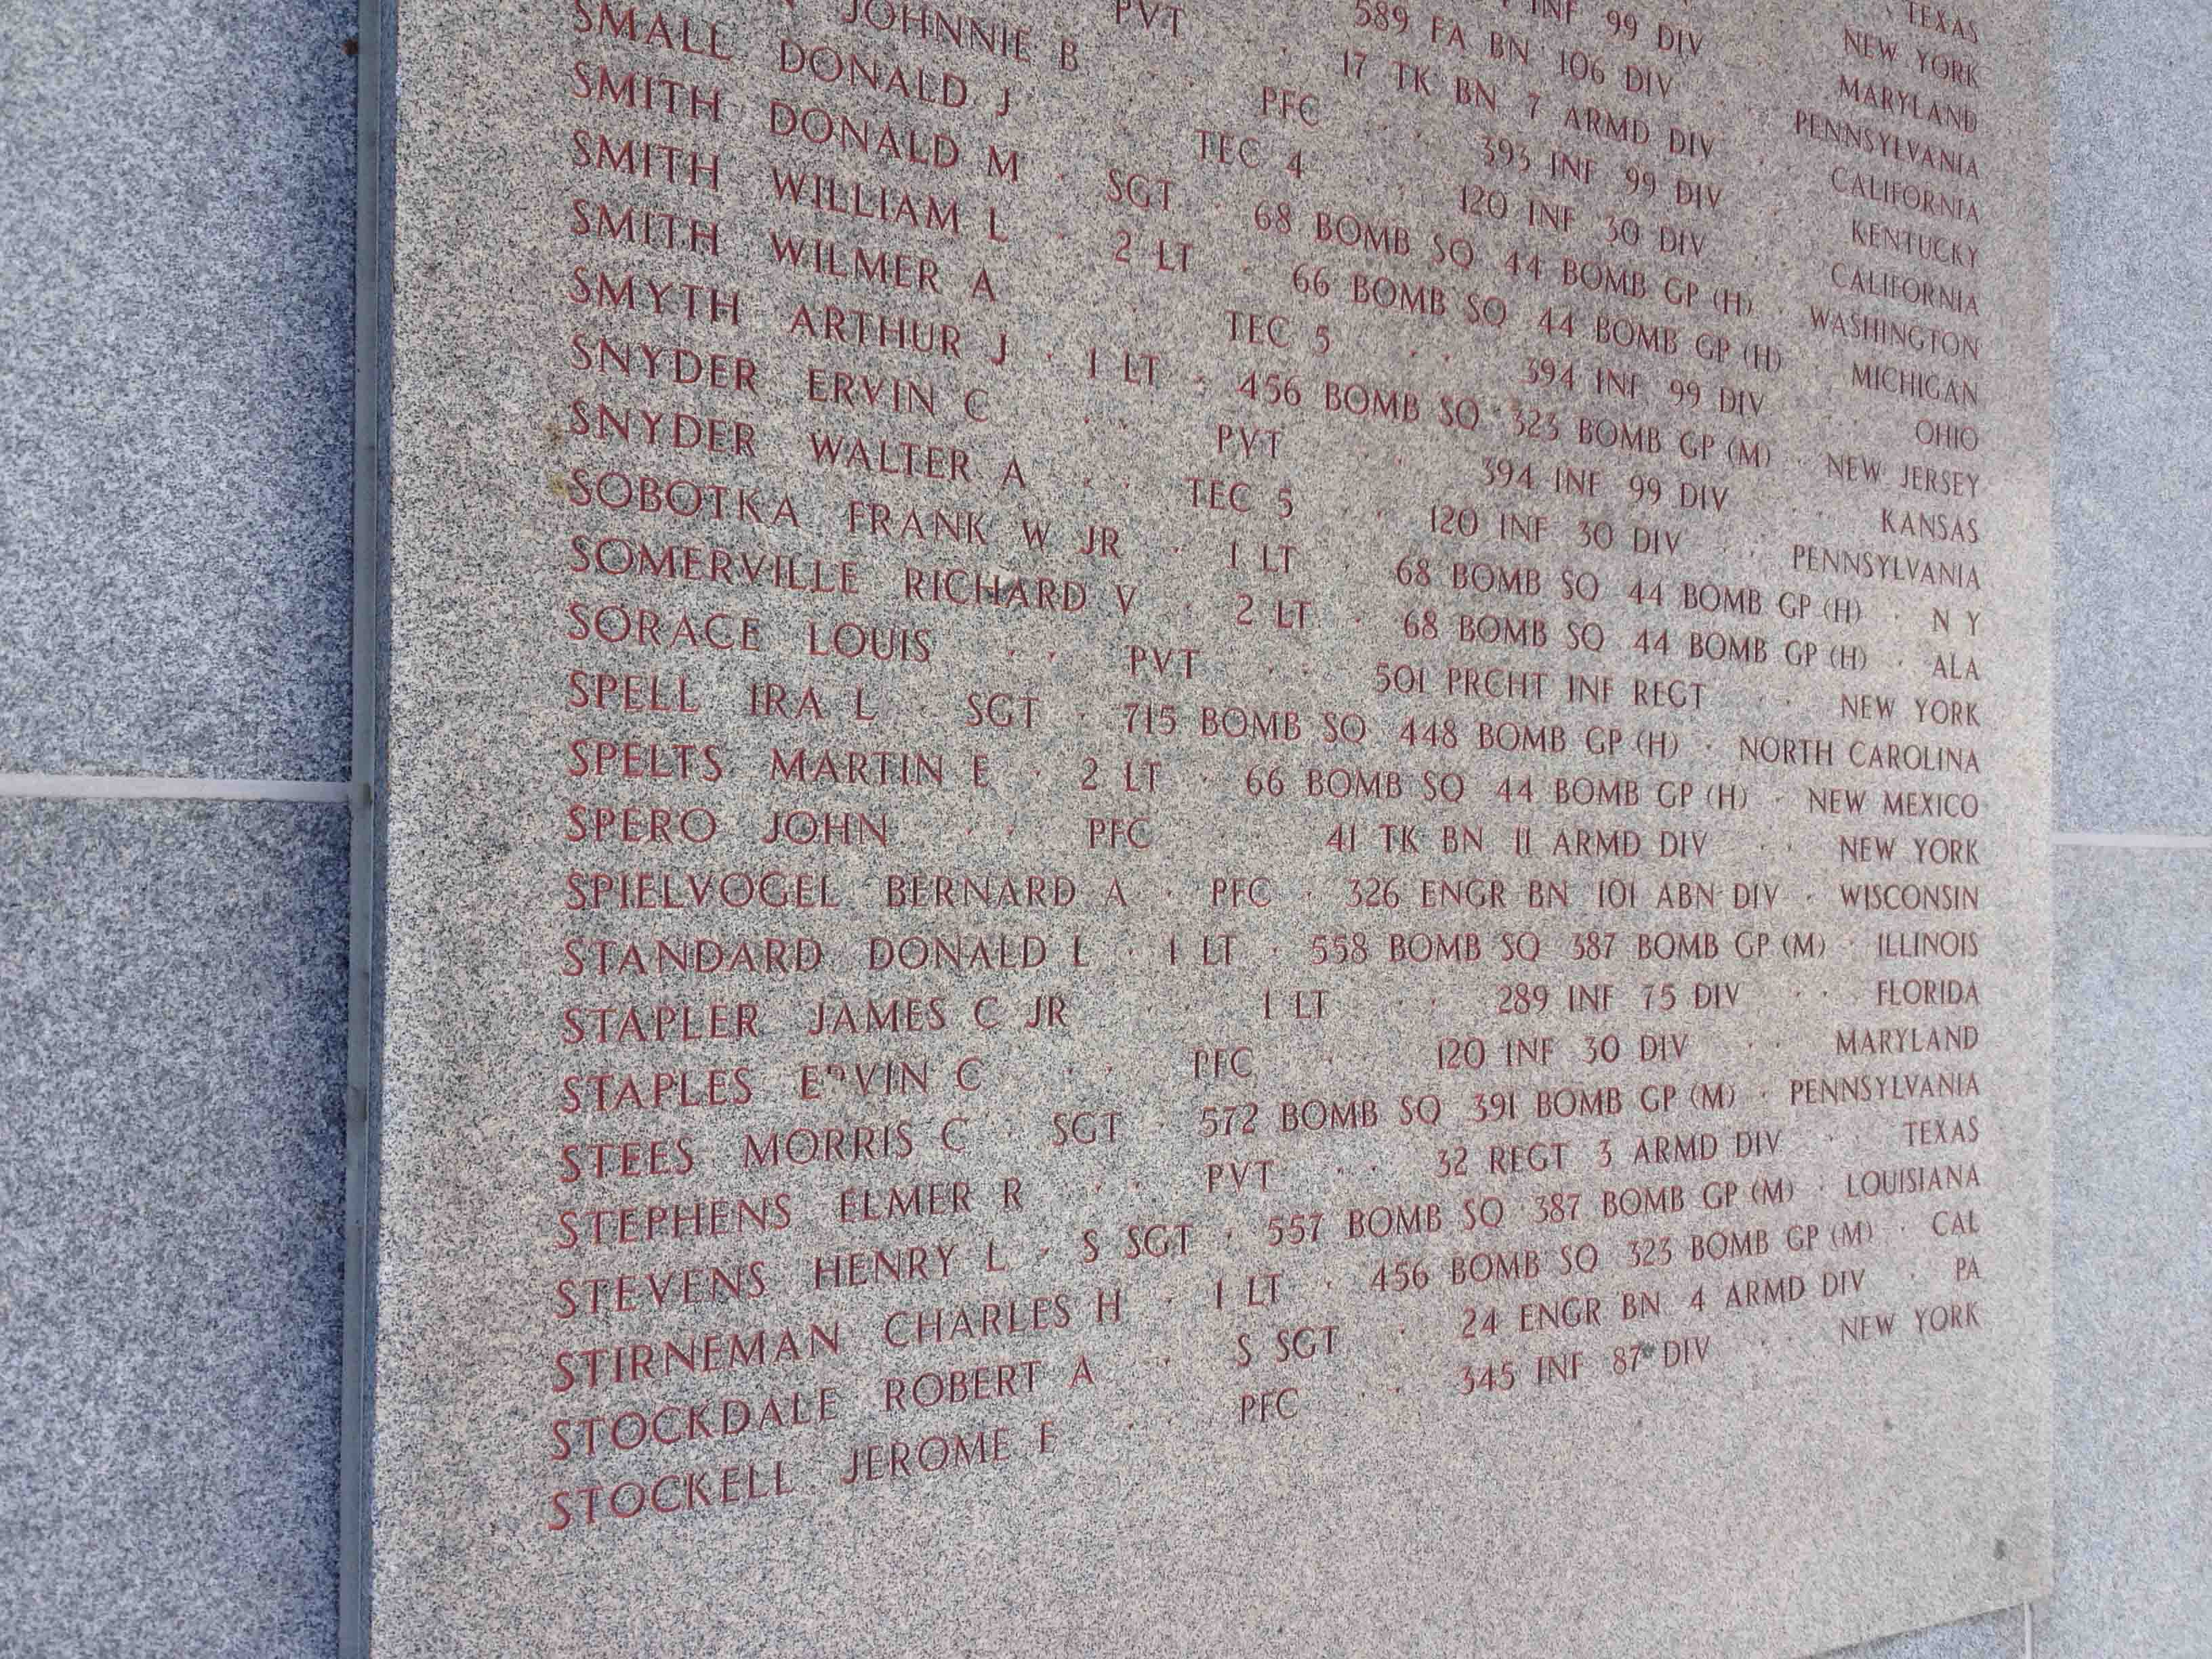 TEXAS
NEW YORK
INF 99 DIV · · MARYLAND
589 FA BN 106 DIV · · PENNSYLVANIA
PVT · 17 TK BN 7 ARMD DIV · CALIFORNIA
JOHNNIE B · PFC · · 393 INF 99 DIV · · KENTUCKY
SMALL DONALD J · TEC 4 · · 120 INF 30 DIV · · CALIFORNIA
SMITH DONALD M · SGT · 68 BOMB SQ 44 BOMB GP (H) · WASHINGTON
SMITH WILLIAM L · 2 LT · 66 BOMB SQ 44 BOMB GP (H) · MICHIGAN
SMITH WILMER A · TEC 5 · · 394 INF 99 DIV · · OHIO
SMYTH ARTHUR J · 1 LT · 456 BOMB SQ 323 BOMB GP (M) · NEW JERSEY
SNYDER ERVIN C · · PVT · · 394 INF 99 DIV · · KANSAS
SNYDER WALTER A · · TEC 5 · · 120 INF 30 DIV · · PENNSYLVANIA
SOBOTKA FRANK W JR · 1 LT · 68 BOMB SQ 44 BOMB GP (H) · N Y
SOMERVILLE RICHARD V · 2 LT · 68 BOMB SQ 44 BOMB GP (H) · ALA
SORACE LOUIS · · PVT · · 501 PRCHT INF REGT · · NEW YORK
SPELL IRA L · SGT · 715 BOMB SQ 448 BOMB GP (H) · NORTH CAROLINA
SPELTS MARTIN E · 2 LT · 66 BOMB SQ 44 BOMB GP (H) · NEW MEXICO
SPERO JOHN · · PFC · · 41 TK BN 11 ARMD DIV · · NEW YORK
SPIELVOGEL BERNARD A · PFC · 326 ENGR BN 101 ABN DIV · WISCONSIN
STANDARD DONALD L · 1 LT · 558 BOMB SQ 387 BOMB GP (M) · ILLINOIS
STAPLER JAMES C JR · · 1 LT · · 289 INF 75 DIV · · FLORIDA
STAPLES ERVIN C · · PFC · · 120 INF 30 DIV · · MARYLAND
STEES MORRIS C · SGT · 572 BOMB SQ 391 BOMB GP (M) · PENNSYLVANIA
STEPHENS ELMER R · · PVT · · 32 REGT 3 ARMD DIV · · TEXAS
STEVENS HENRY L · S SGT · 557 BOMB SQ 387 BOMB GP (M) · LOUISIANA
STIRNEMAN CHARLES H · 1 LT · 456 BOMB SQ 323 BOMB GP (M) · CAL
STOCKDALE ROBERT A · S SGT · 24 ENGR BN 4 ARMD DIV · PA
STOCKELL JEROME E · · PFC · · 345 INF 87 DIV · · NEW YORK